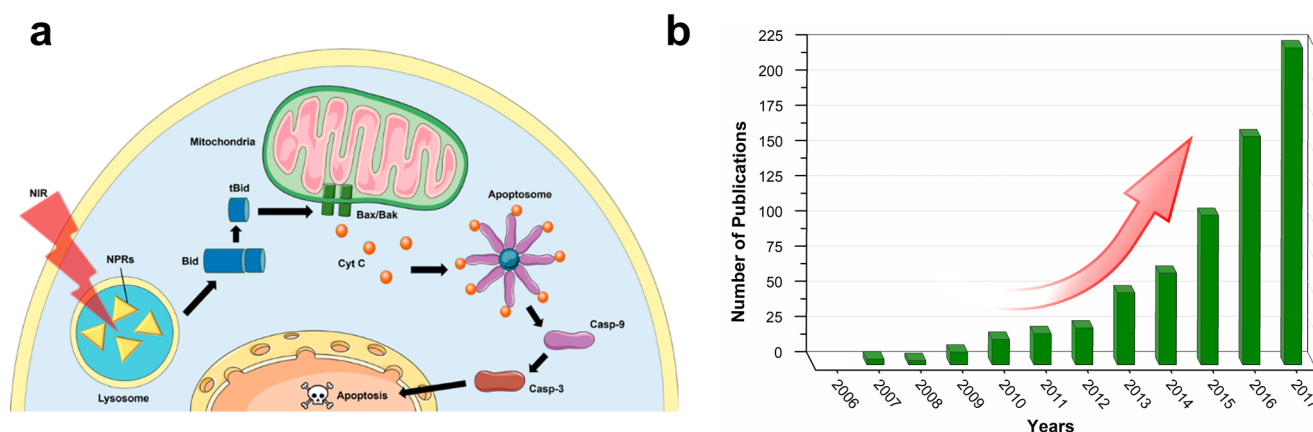 a
Mitochondria
NIR
tBid
Bax/Bak
Apoptosome
NPRs
Bid
Cyt C
Casp-9
Casp-3
Apoptosis
Lysosome
b
Number of Publications
225
200
175
150
125
100
75
50
25
0
2006
2007
2008
2009
2010
2011
2012
2013
2014
2015
2016
2017
Years